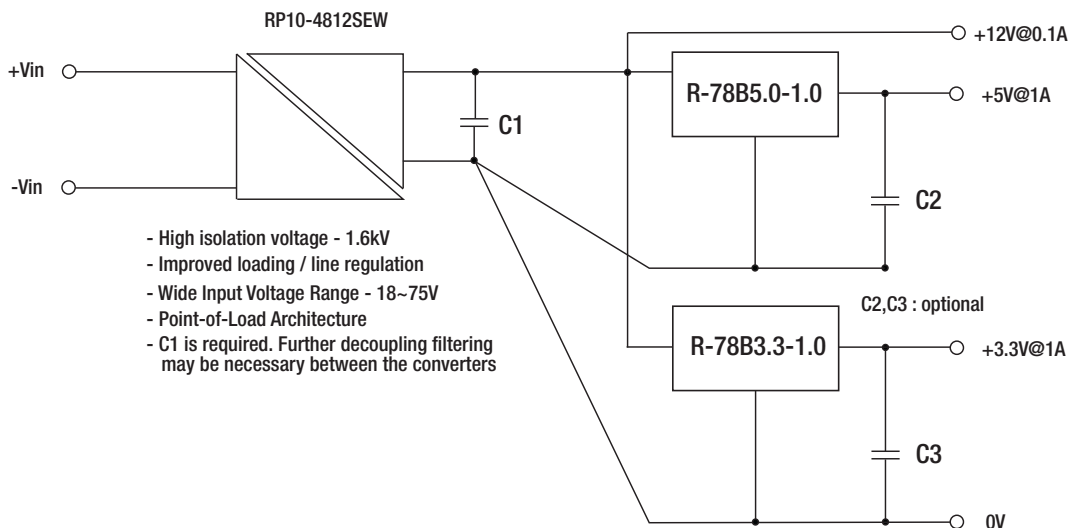 RP10-4812SEW
+12V@0.1A
+Vin
R-78B5.0-1.0
+5V@1A
C1
-Vin
C2
- High isolation voltage - 1.6kV
- Improved loading / line regulation
- Wide Input Voltage Range - 18~75V
- Point-of-Load Architecture
- C1 is required. Further decoupling filtering
may be necessary between the converters
C2,C3 : optional
R-78B3.3-1.0
+3.3V@1A
C3
0V